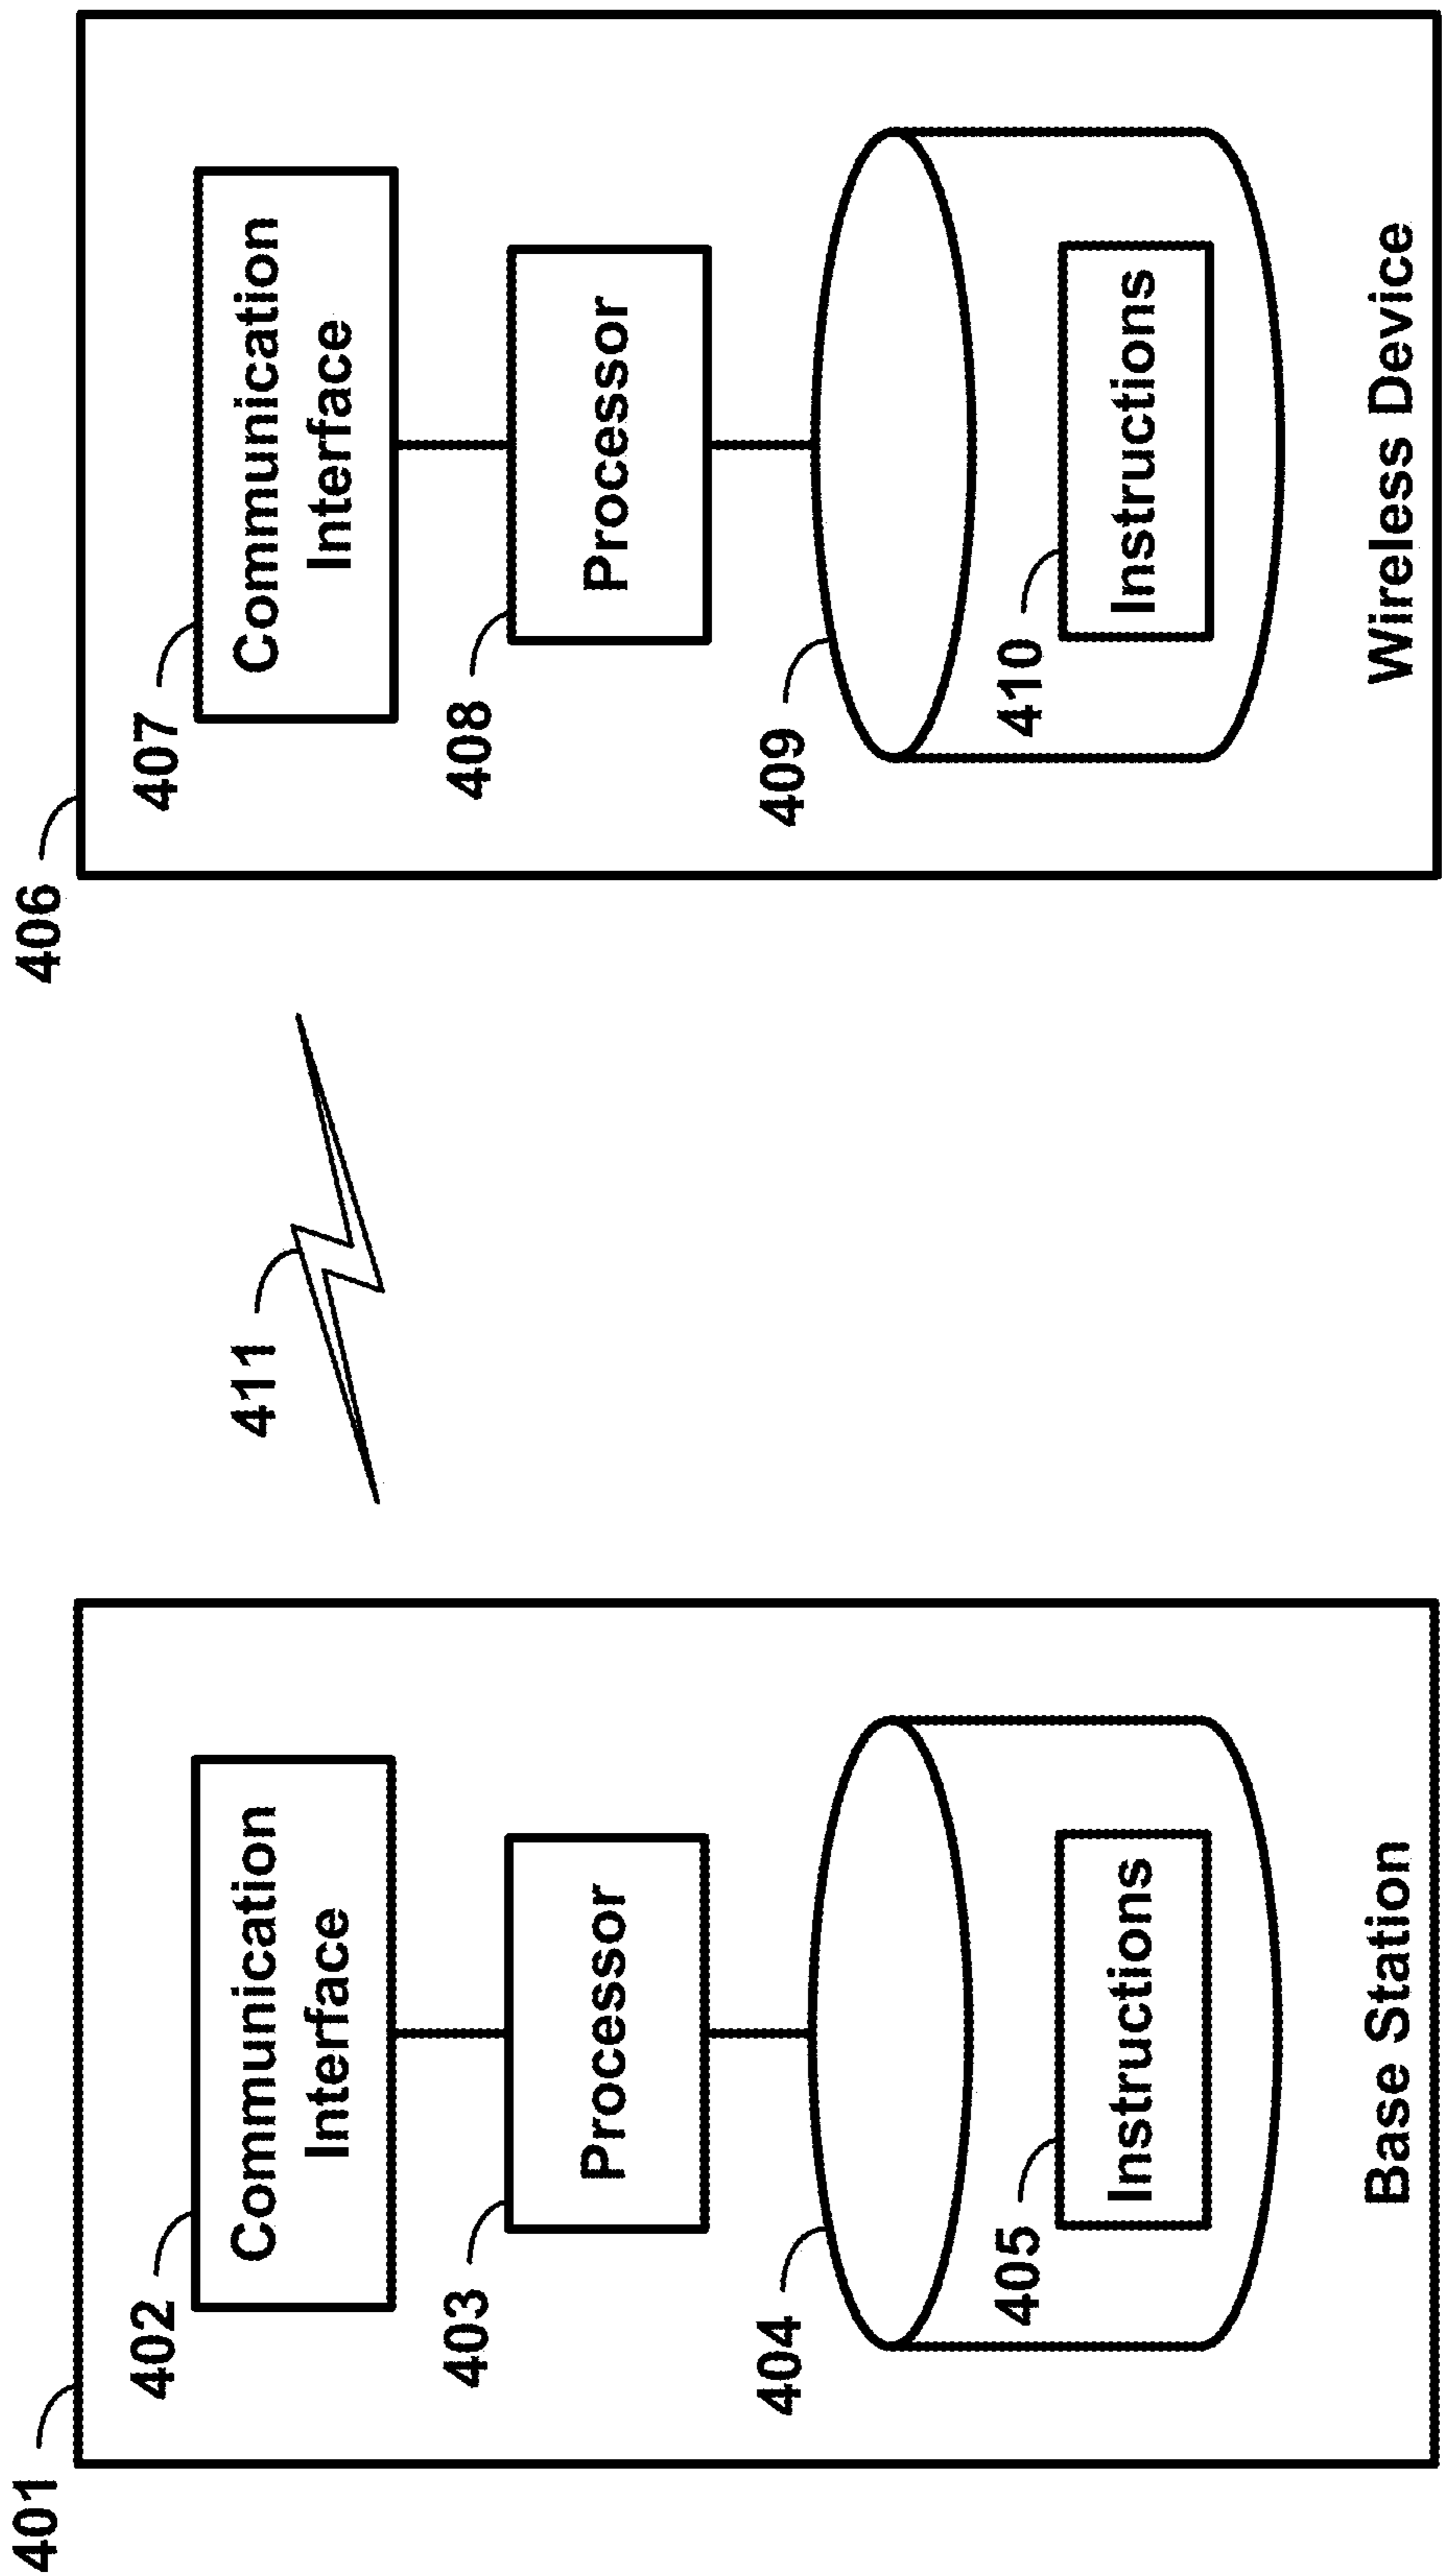 401
402
Communication
Interface
403
Processor
404
405
Instructions
Base Station
411
406
407
Communication
Interface
408
Processor
409
410
Instructions
Wireless Device